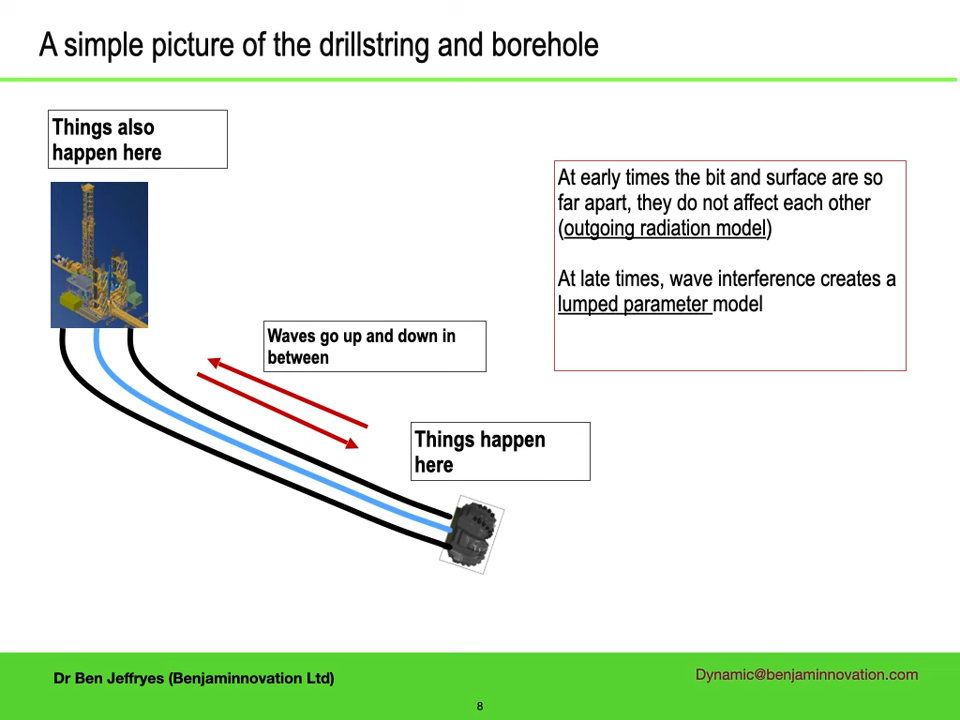 A simple picture of the drillstring and borehole
Things also
happen here
At early times the bit and surface are so
far apart, they do not affect each other
(outgoing radiation model)
At late times, wave interference creates a
lumped parameter model
Waves go up and down in
between
Things happen
here
Dr Ben Jeffryes (Benjaminnovation Ltd)
Dynamic@benjaminnovation.com
8